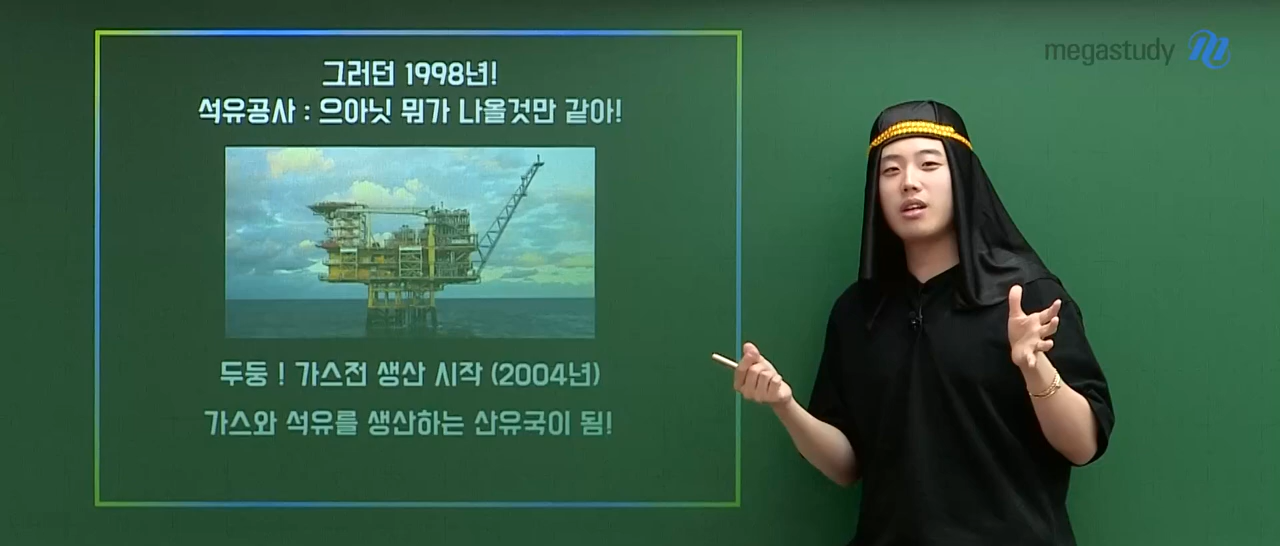 그러던 1998년!
석유공사 : 으아닛 뭐가 나올것만 같아!
두둥 ! 가스전 생산 시작 (2004년)
가스와 석유를 생산하는 산유국이 됨!
megastudy